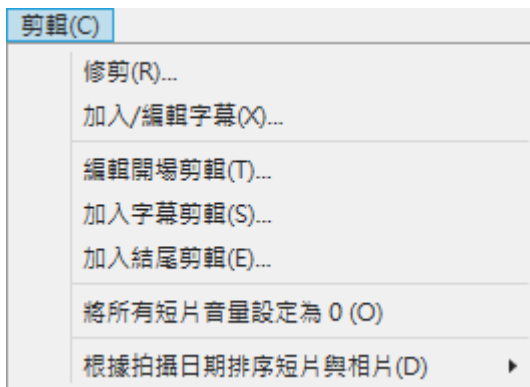 剪輯(C)
修剪(R)...
加入/編輯字幕(X)...
編輯開場剪輯(T)...
加入字幕剪輯(S)...
加入結尾剪輯(E)...
將所有短片音量設定為 0 (O)
根據拍攝日期排序短片與相片(D)